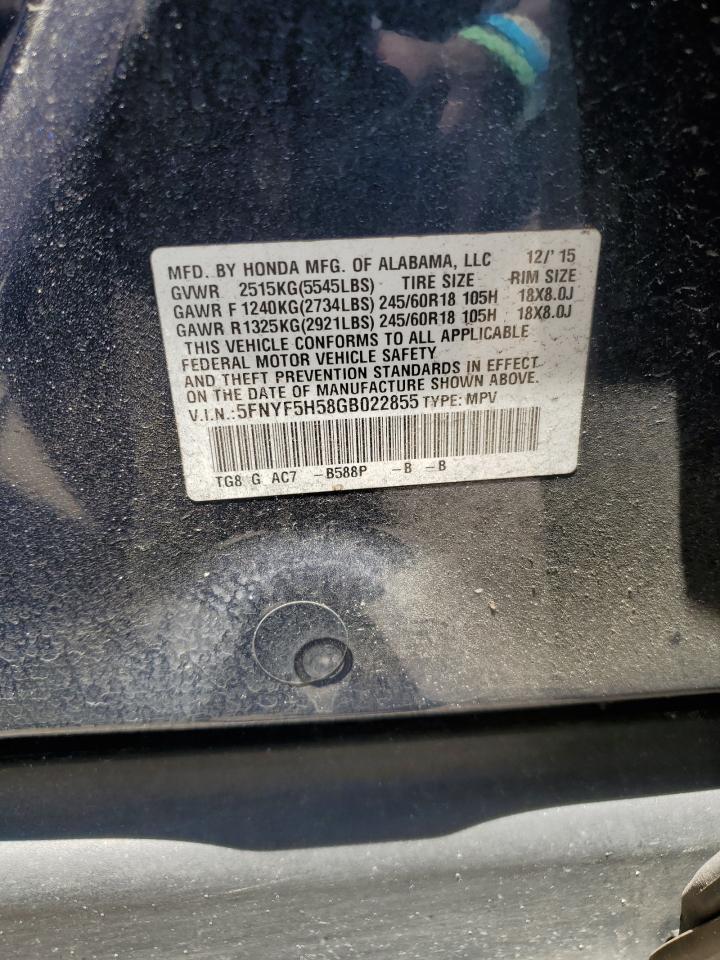 MFD. BY HONDA MFG. OF ALABAMA, LLC 12/'15
GVWR 2515KG(5545LBS) TIRE SIZE RIM SIZE
GAWR F 1240KG(2734LBS) 245/60R18 105H 18X8.0J
GAWR R1325KG(2921LBS) 245/60R18 105H 18X8.0J
THIS VEHICLE CONFORMS TO ALL APPLICABLE
FEDERAL MOTOR VEHICLE SAFETY
AND THEFT PREVENTION STANDARDS IN EFFECT
ON THE DATE OF MANUFACTURE SHOWN ABOVE.
V.I.N.:5FNYF5H58GB022855 TYPE: MPV
TG8 G AC7 -B588P -B -B